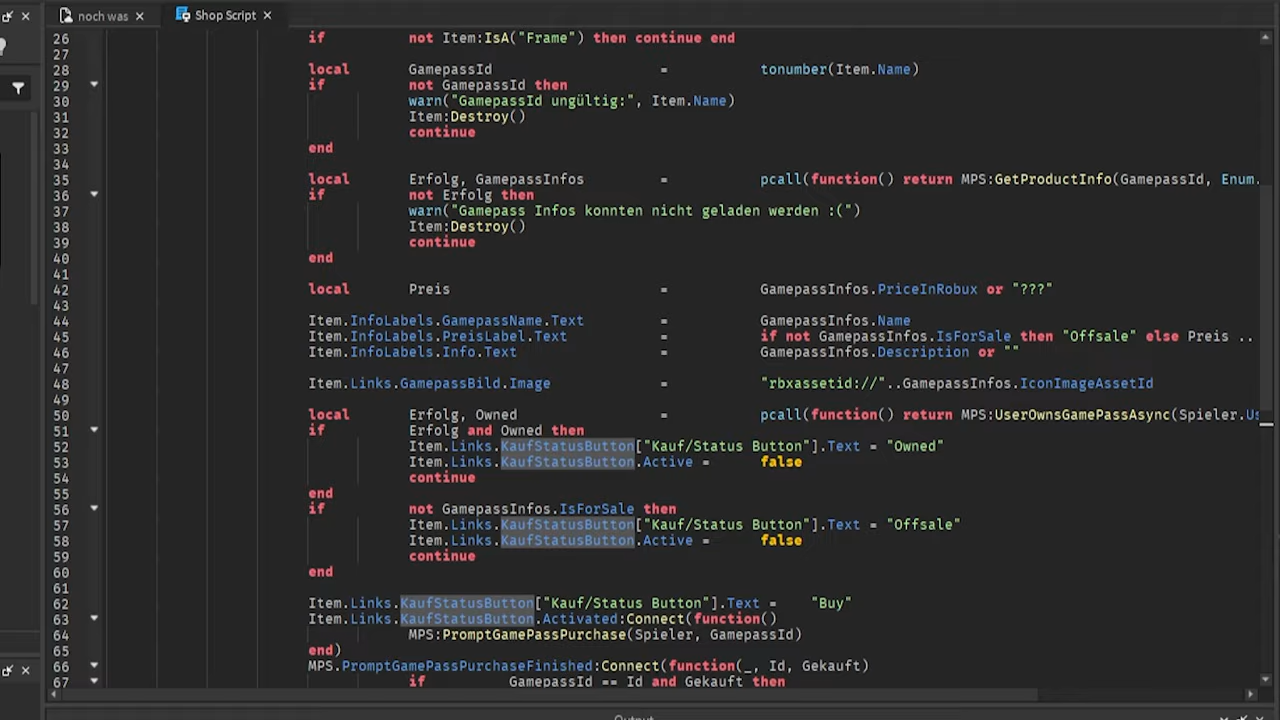 noch was × Shop Script ×
26 if not Item:IsA("Frame") then continue end
27
28 local GamepassId = tonumber(Item.Name)
29 if not GamepassId then
30 warn("GamepassId ungültig:", Item.Name)
31 Item:Destroy()
32 continue
33 end
34
35 local Erfolg, GamepassInfos = pcall(function() return MPS:GetProductInfo(GamepassId, Enum.
36 if not Erfolg then
37 warn("Gamepass Infos konnten nicht geladen werden :(")
38 Item:Destroy()
39 continue
40 end
41
42 local Preis = GamepassInfos.PriceInRobux or "???"
43
44 Item.InfoLabels.GamepassName.Text = GamepassInfos.Name
45 Item.InfoLabels.PreisLabel.Text = if not GamepassInfos.IsForSale then "Offsale" else Preis ..
46 Item.InfoLabels.Info.Text = GamepassInfos.Description or ""
47
48 Item.Links.GamepassBild.Image = "rbxassetid://"..GamepassInfos.IconImageAssetId
49
50 local Erfolg, Owned = pcall(function() return MPS:UserOwnsGamePassAsync(Spieler.Us
51 if Erfolg and Owned then
52 Item.Links.KaufStatusButton["Kauf/Status Button"].Text = "Owned"
53 Item.Links.KaufStatusButton.Active = false
54 continue
55 end
56 if not GamepassInfos.IsForSale then
57 Item.Links.KaufStatusButton["Kauf/Status Button"].Text = "Offsale"
58 Item.Links.KaufStatusButton.Active = false
59 continue
60 end
61
62 Item.Links.KaufStatusButton["Kauf/Status Button"].Text = "Buy"
63 Item.Links.KaufStatusButton.Activated:Connect(function()
64 MPS:PromptGamePassPurchase(Spieler, GamepassId)
65 end)
66 MPS.PromptGamePassPurchaseFinished:Connect(function(_, Id, Gekauft)
67 if GamepassId == Id and Gekauft then
Output